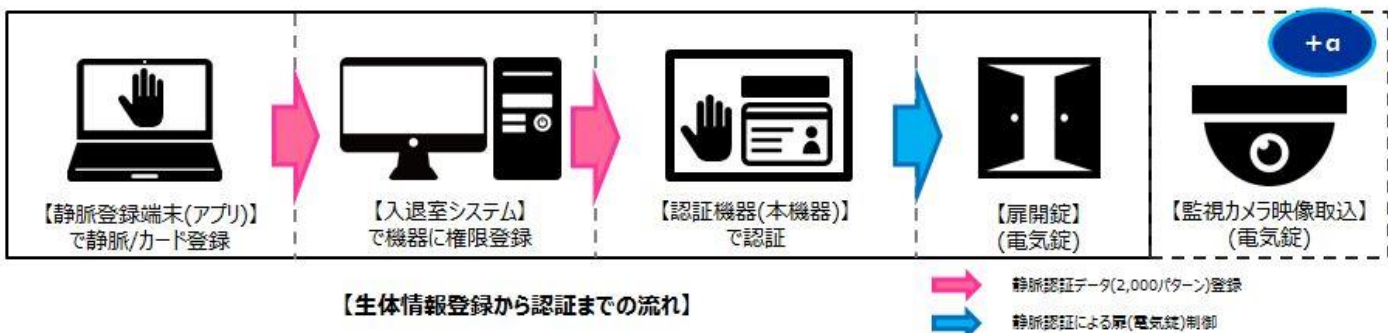 +α
【静脈登録端末(アプリ)】
で静脈/カード登録
【入退室システム】
で機器に権限登録
【認証機器(本機器)】
で認証
【扉開錠】
(電気錠)
【監視カメラ映像取込】
(電気錠)
【生体情報登録から認証までの流れ】
静脈認証データ(2,000パターン)登録
静脈認証による扉(電気錠)制御